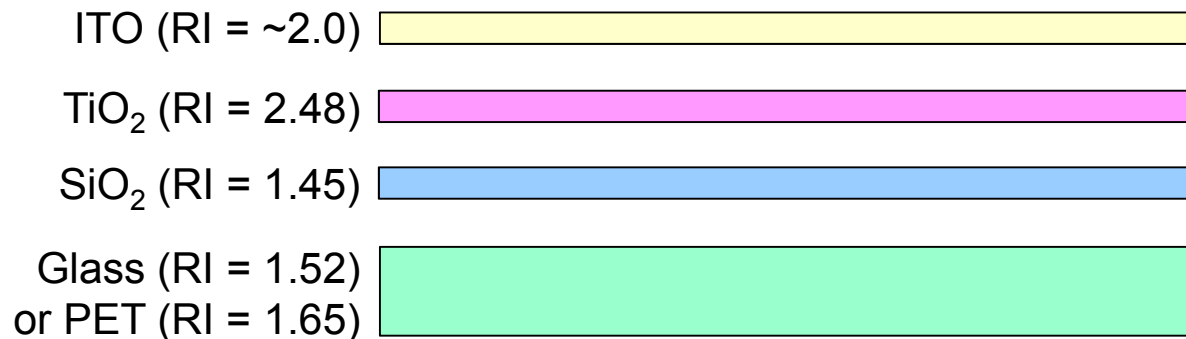 ITO (RI = ~2.0)
TiO₂ (RI = 2.48)
SiO₂ (RI = 1.45)
Glass (RI = 1.52)
or PET (RI = 1.65)